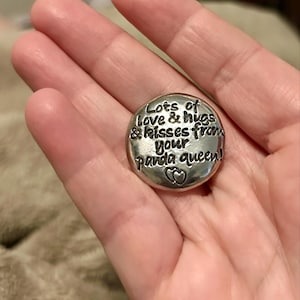 Lots of
love & hugs
& kisses from
your
panda queen!